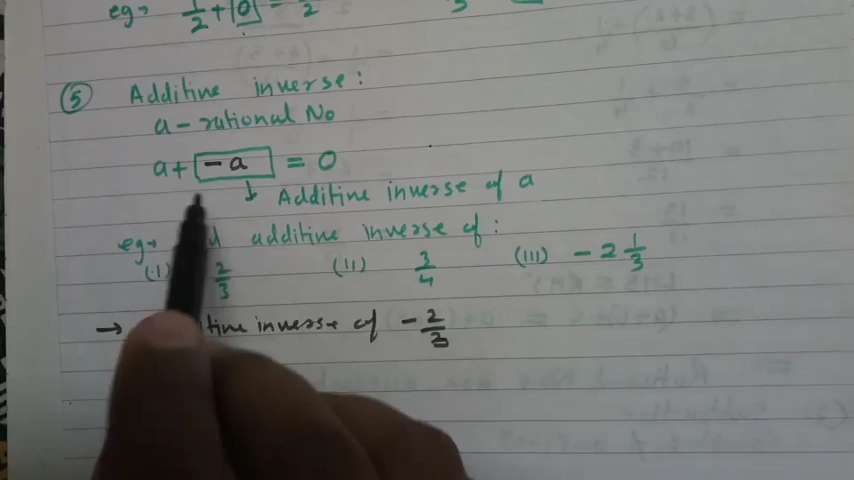 eg→ 1/2 + 0 = 1/2
(5) Additive inverse:
a - rational No
a + -a = 0
↓ Additive inverse of a
eg→ additive inverse of:
(I) 2/3 (II) 3/4 (III) -2 1/3
→ inverse of -2/3